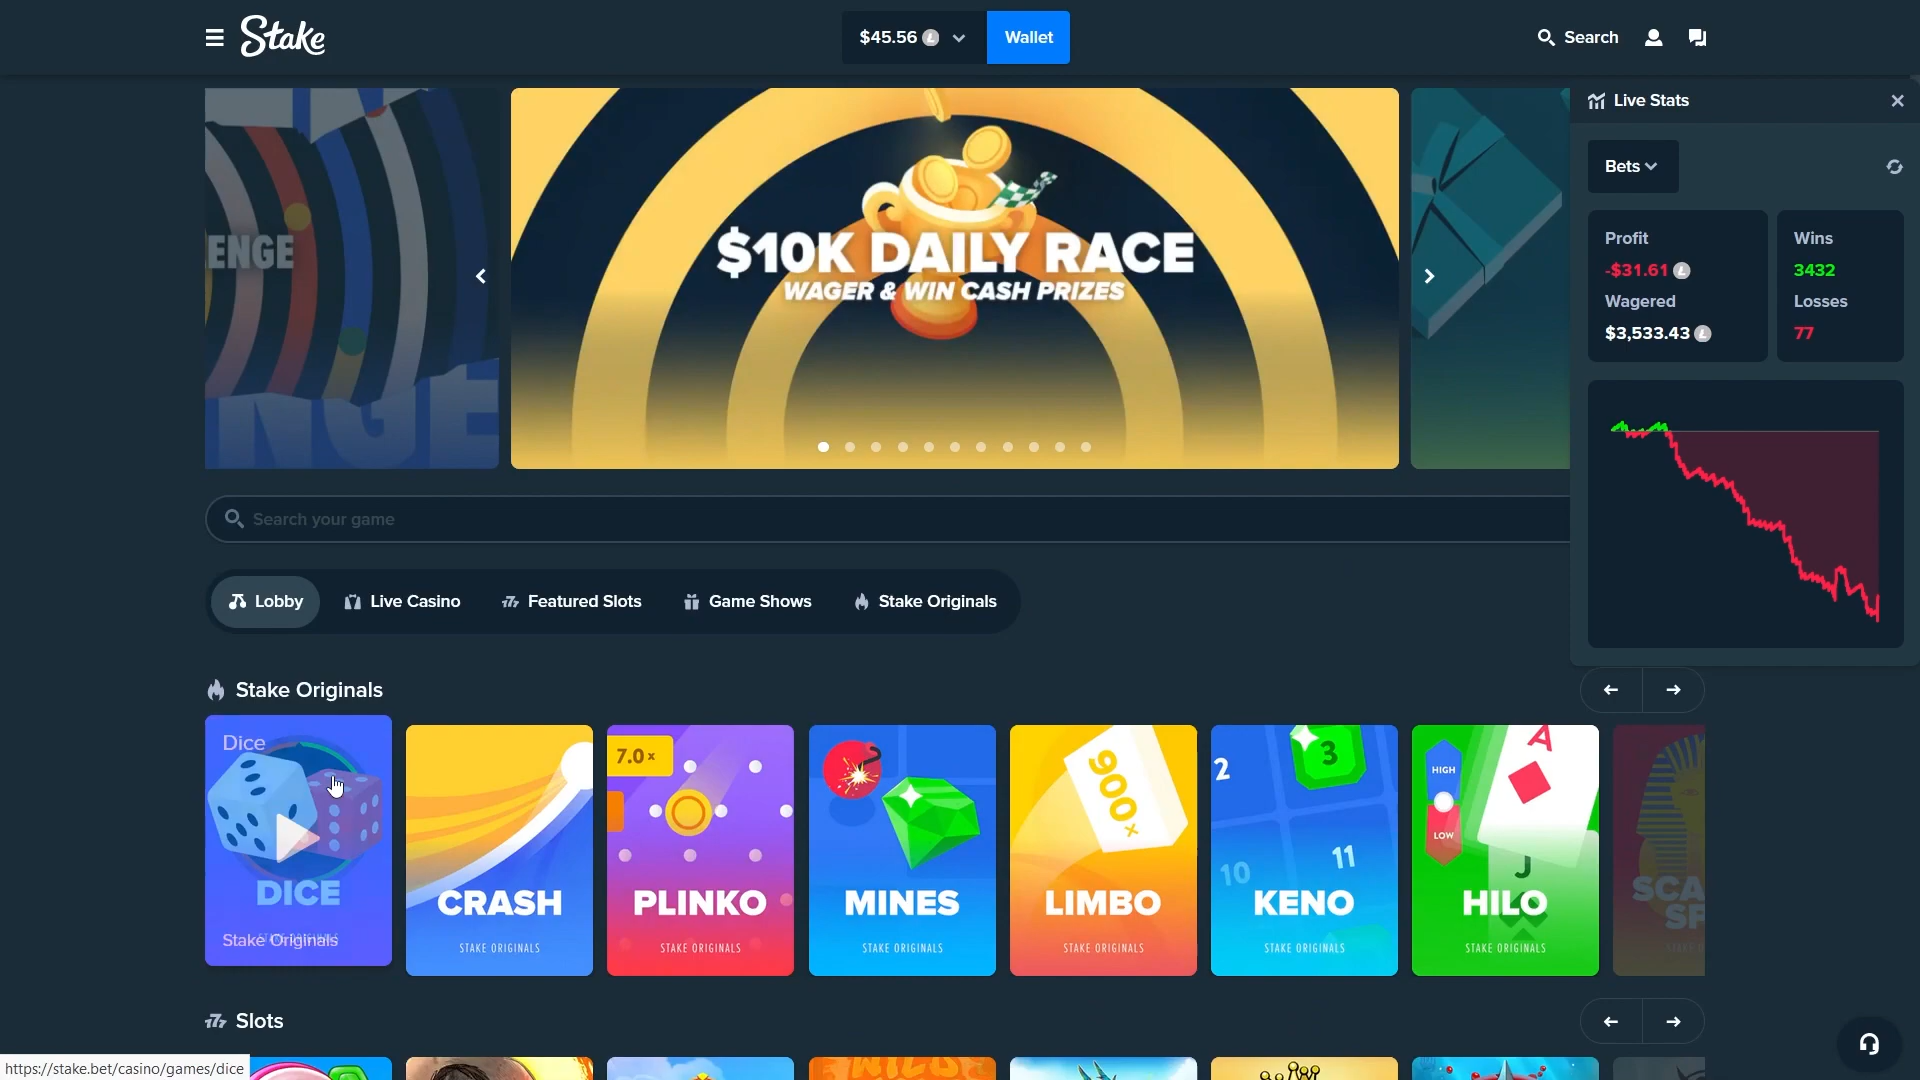 Stake
$45.56
Wallet
Search
ENGE
NGE
$10K DAILY RACE
WAGER & WIN CASH PRIZES
Live Stats
Bets
Profit
-$31.61
Wagered
$3,533.43
Wins
3432
Losses
77
Search your game
Lobby
Live Casino
Featured Slots
Game Shows
Stake Originals
Stake Originals
Dice
DICE
Stake Originals
CRASH
STAKE ORIGINALS
7.0×
PLINKO
STAKE ORIGINALS
MINES
STAKE ORIGINALS
900×
LIMBO
STAKE ORIGINALS
2
3
10
11
KENO
STAKE ORIGINALS
HIGH
LOW
A
J
HILO
STAKE ORIGINALS
SCA
SP
Slots
WILD
https://stake.bet/casino/games/dice